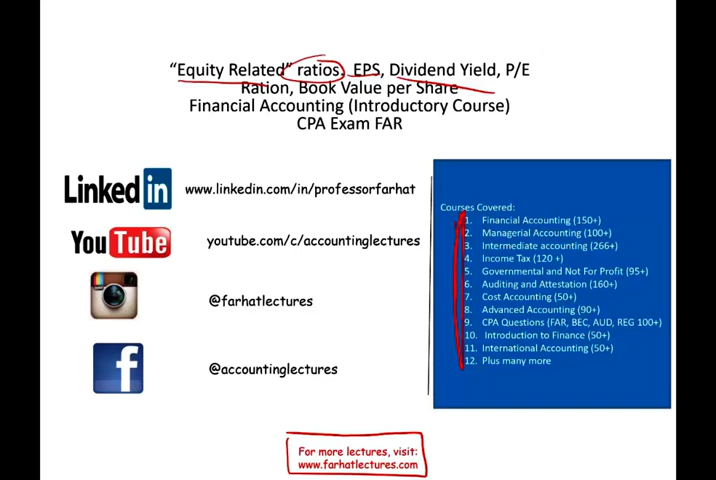 “Equity Related” ratios, EPS, Dividend Yield, P/E
Ration, Book Value per Share
Financial Accounting (Introductory Course)
CPA Exam FAR
Linked in www.linkedin.com/in/professorfarhat
YouTube youtube.com/c/accountinglectures
@farhatlectures
f @accountinglectures
Courses Covered:
1. Financial Accounting (150+)
2. Managerial Accounting (100+)
3. Intermediate accounting (266+)
4. Income Tax (120 +)
5. Governmental and Not For Profit (95+)
6. Auditing and Attestation (160+)
7. Cost Accounting (50+)
8. Advanced Accounting (90+)
9. CPA Questions (FAR, BEC, AUD, REG 100+)
10. Introduction to Finance (50+)
11. International Accounting (50+)
12. Plus many more
For more lectures, visit:
www.farhatlectures.com